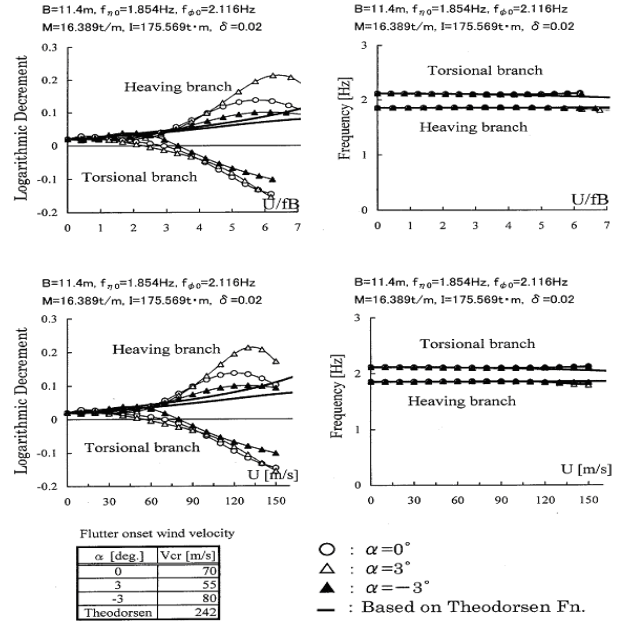 B=11.4m, fη0=1.854Hz, fφ0=2.116Hz
M=16.389t/m, I=175.569t・m, δ=0.02
Logarithmic Decrement
0.3
0.2
0.1
0
-0.1
-0.2
Heaving branch
Torsional branch
U/fB
0 1 2 3 4 5 6 7
B=11.4m, fη0=1.854Hz, fφ0=2.116Hz
M=16.389t/m, I=175.569t・m, δ=0.02
Frequency [Hz]
3
2
1
0
Torsional branch
Heaving branch
U/fB
0 1 2 3 4 5 6 7
B=11.4m, fη0=1.854Hz, fφ0=2.116Hz
M=16.389t/m, I=175.569t・m, δ=0.02
Logarithmic Decrement
0.3
0.2
0.1
0
-0.1
-0.2
Heaving branch
Torsional branch
U [m/s]
0 30 60 90 120 150
B=11.4m, fη0=1.854Hz, fφ0=2.116Hz
M=16.389t/m, I=175.569t・m, δ=0.02
Frequency [Hz]
3
2
1
0
Torsional branch
Heaving branch
U [m/s]
0 30 60 90 120 150
Flutter onset wind velocity
α [deg.] Vcr [m/s]
0 70
3 55
-3 80
Theodorsen 242
○ : α=0°
△ : α=3°
▲ : α=−3°
— : Based on Theodorsen Fn.